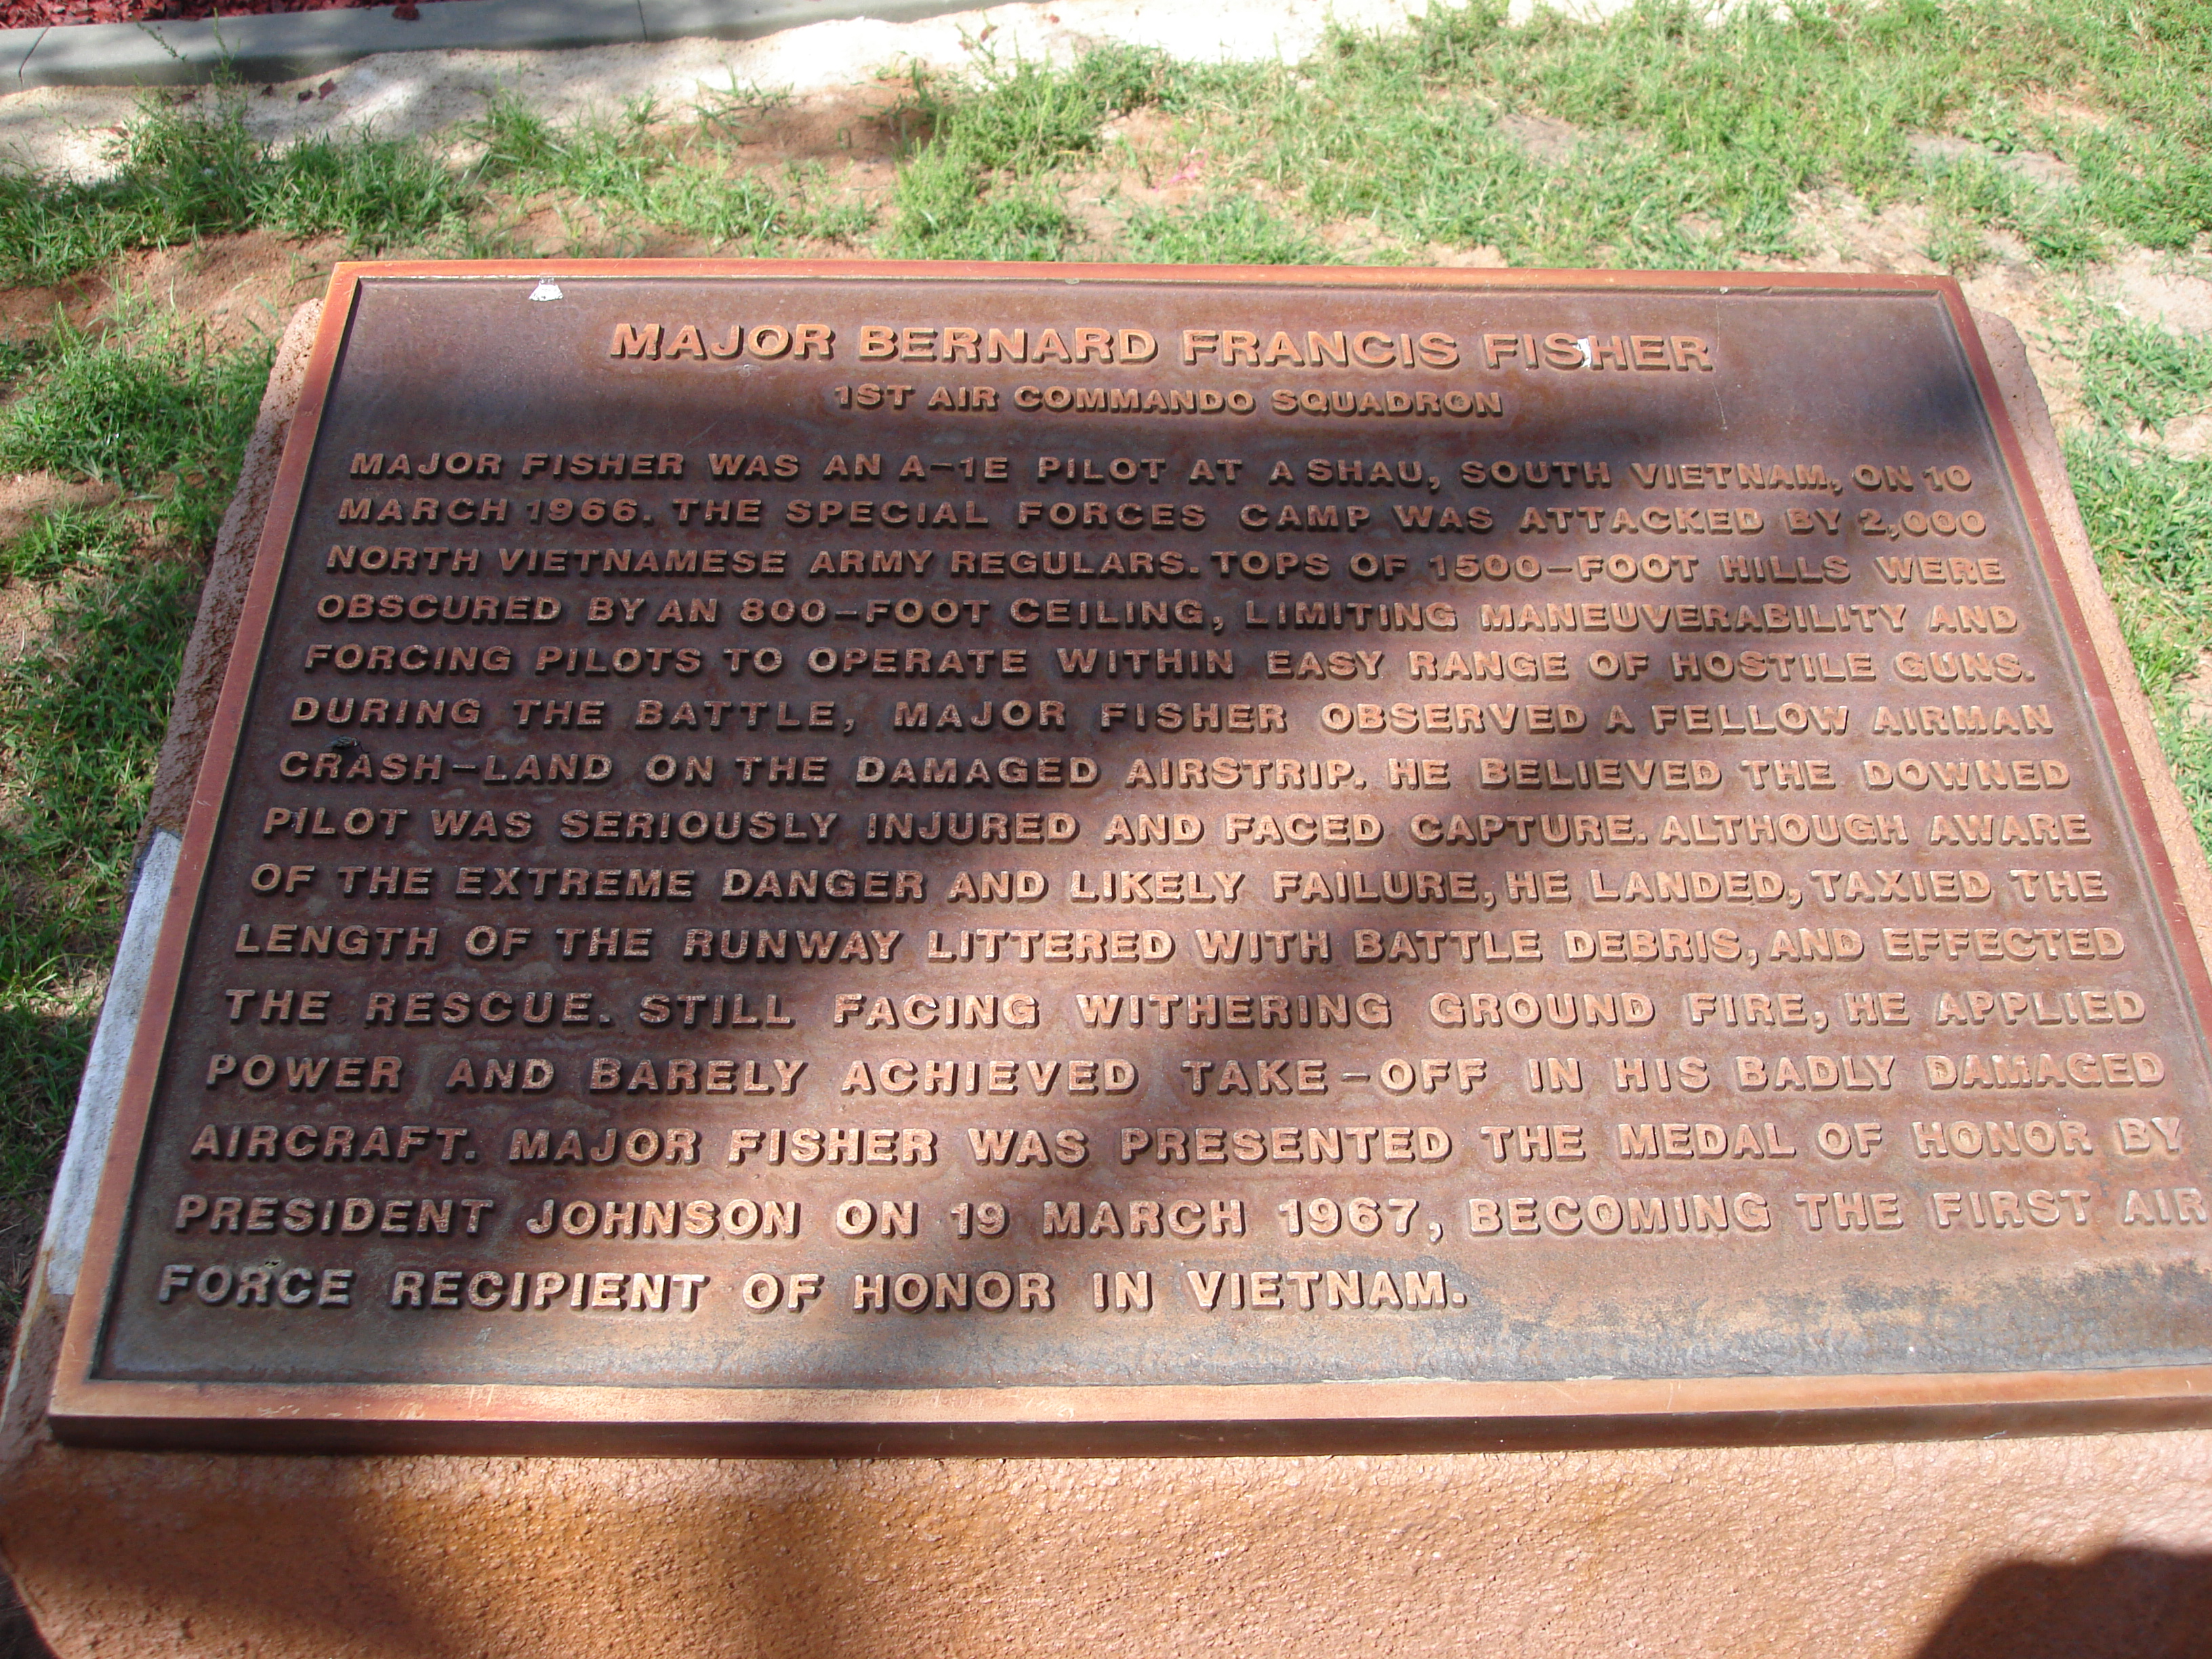 MAJOR BERNARD FRANCIS FISHER
1ST AIR COMMANDO SQUADRON
MAJOR FISHER WAS AN A-1E PILOT AT A SHAU, SOUTH VIETNAM, ON 10
MARCH 1966. THE SPECIAL FORCES CAMP WAS ATTACKED BY 2,000
NORTH VIETNAMESE ARMY REGULARS. TOPS OF 1500-FOOT HILLS WERE
OBSCURED BY AN 800-FOOT CEILING, LIMITING MANEUVERABILITY AND
FORCING PILOTS TO OPERATE WITHIN EASY RANGE OF HOSTILE GUNS.
DURING THE BATTLE, MAJOR FISHER OBSERVED A FELLOW AIRMAN
CRASH-LAND ON THE DAMAGED AIRSTRIP. HE BELIEVED THE DOWNED
PILOT WAS SERIOUSLY INJURED AND FACED CAPTURE. ALTHOUGH AWARE
OF THE EXTREME DANGER AND LIKELY FAILURE, HE LANDED, TAXIED THE
LENGTH OF THE RUNWAY LITTERED WITH BATTLE DEBRIS, AND EFFECTED
THE RESCUE. STILL FACING WITHERING GROUND FIRE, HE APPLIED
POWER AND BARELY ACHIEVED TAKE-OFF IN HIS BADLY DAMAGED
AIRCRAFT. MAJOR FISHER WAS PRESENTED THE MEDAL OF HONOR BY
PRESIDENT JOHNSON ON 19 MARCH 1967, BECOMING THE FIRST AIR
FORCE RECIPIENT OF HONOR IN VIETNAM.